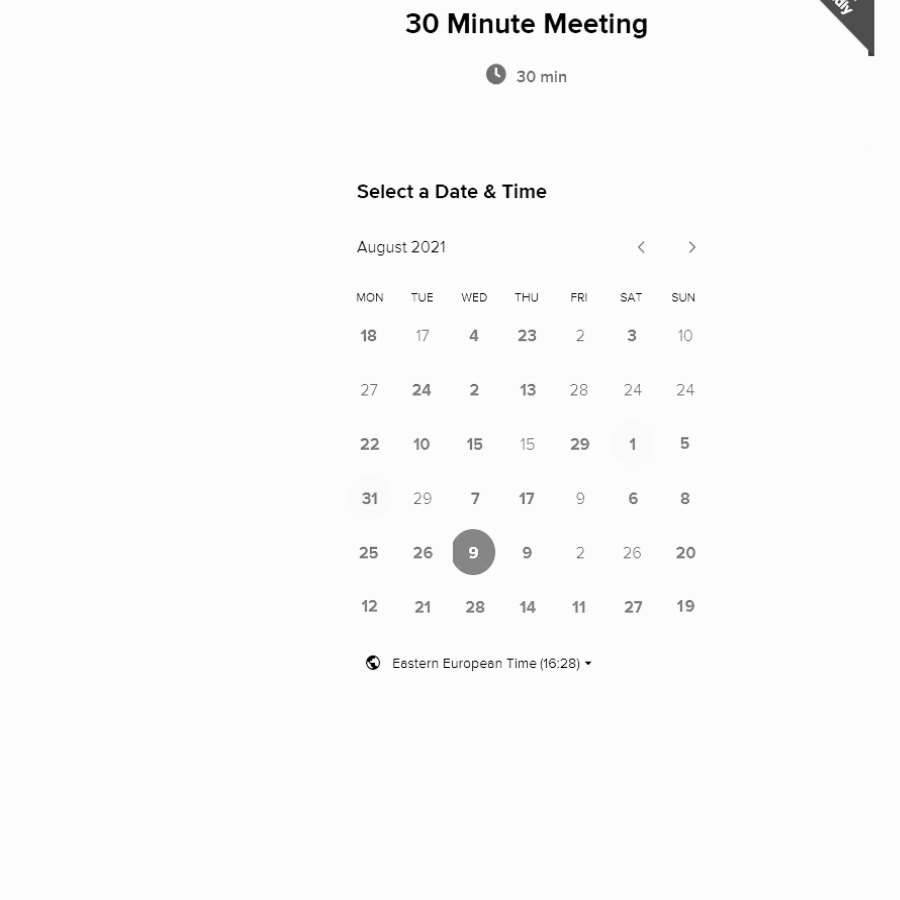 30 Minute Meeting
30 min
Select a Date & Time
August 2021
MON TUE WED THU FRI SAT SUN
18 17 4 23 2 3 10
27 24 2 13 28 24 24
22 10 15 15 29 1 5
31 29 7 17 9 6 8
25 26 9 9 2 26 20
12 21 28 14 11 27 19
Eastern European Time (16:28)